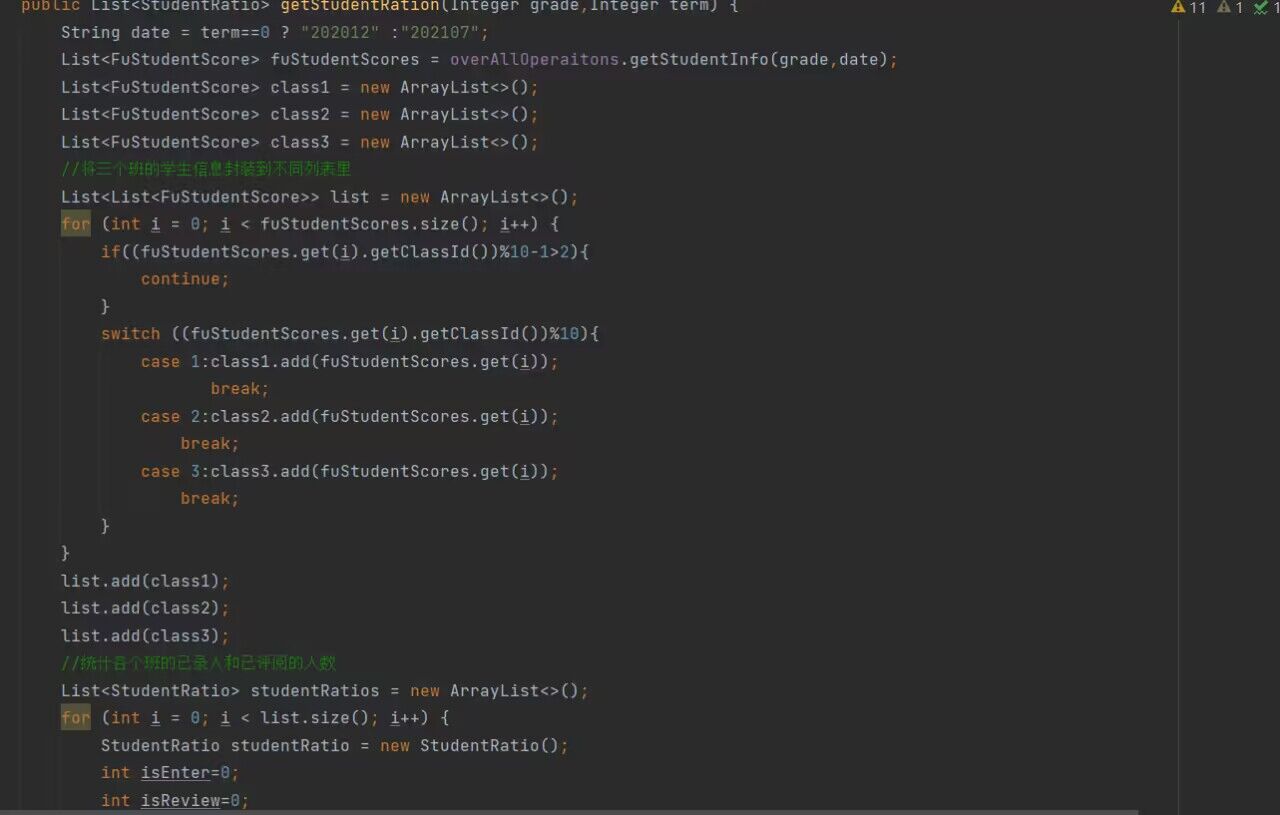 public List<StudentRatio> getStudentRation(Integer grade,Integer term) {
11 1 1
String date = term==0 ? "202012" :"202107";
List<FuStudentScore> fuStudentScores = overAllOperaitons.getStudentInfo(grade,date);
List<FuStudentScore> class1 = new ArrayList<>();
List<FuStudentScore> class2 = new ArrayList<>();
List<FuStudentScore> class3 = new ArrayList<>();
//将三个班的学生信息封装到不同列表里
List<List<FuStudentScore>> list = new ArrayList<>();
for (int i = 0; i < fuStudentScores.size(); i++) {
if((fuStudentScores.get(i).getClassId())%10-1>2){
continue;
}
switch ((fuStudentScores.get(i).getClassId())%10){
case 1:class1.add(fuStudentScores.get(i));
break;
case 2:class2.add(fuStudentScores.get(i));
break;
case 3:class3.add(fuStudentScores.get(i));
break;
}
}
list.add(class1);
list.add(class2);
list.add(class3);
//统计各个班的已录入和已评阅的人数
List<StudentRatio> studentRatios = new ArrayList<>();
for (int i = 0; i < list.size(); i++) {
StudentRatio studentRatio = new StudentRatio();
int isEnter=0;
int isReview=0;